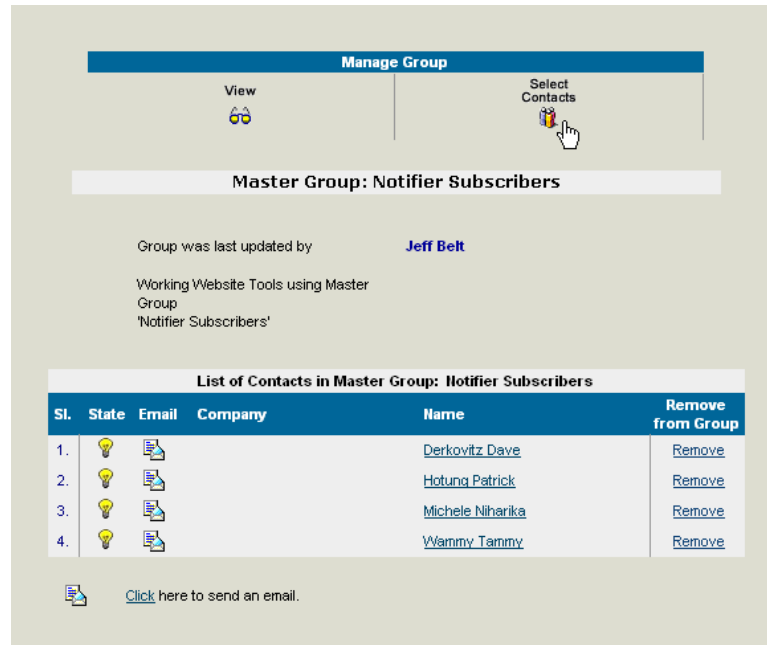 Manage Group
View
Select
Contacts
Master Group: Notifier Subscribers
Group was last updated by Jeff Belt
Working Website Tools using Master
Group
'Notifier Subscribers'
List of Contacts in Master Group: Notifier Subscribers
Sl. State Email Company Name Remove from Group
1. Derkovitz Dave Remove
2. Hotung Patrick Remove
3. Michele Niharika Remove
4. Wammy Tammy Remove
Click here to send an email.